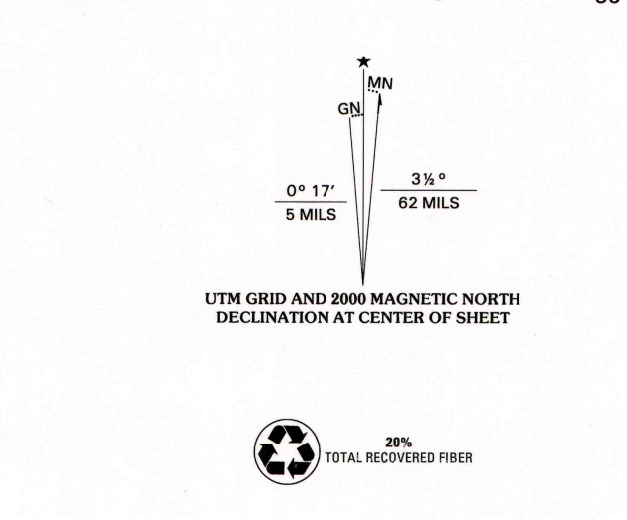 ★
MN
GN
0° 17′
5 MILS
3½°
62 MILS
UTM GRID AND 2000 MAGNETIC NORTH
DECLINATION AT CENTER OF SHEET
20%
TOTAL RECOVERED FIBER